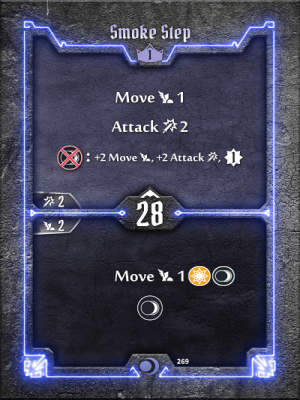 Smoke Step
1
Move 1
Attack 2
: +2 Move, +2 Attack, 1
2
28
2
Move 1
269